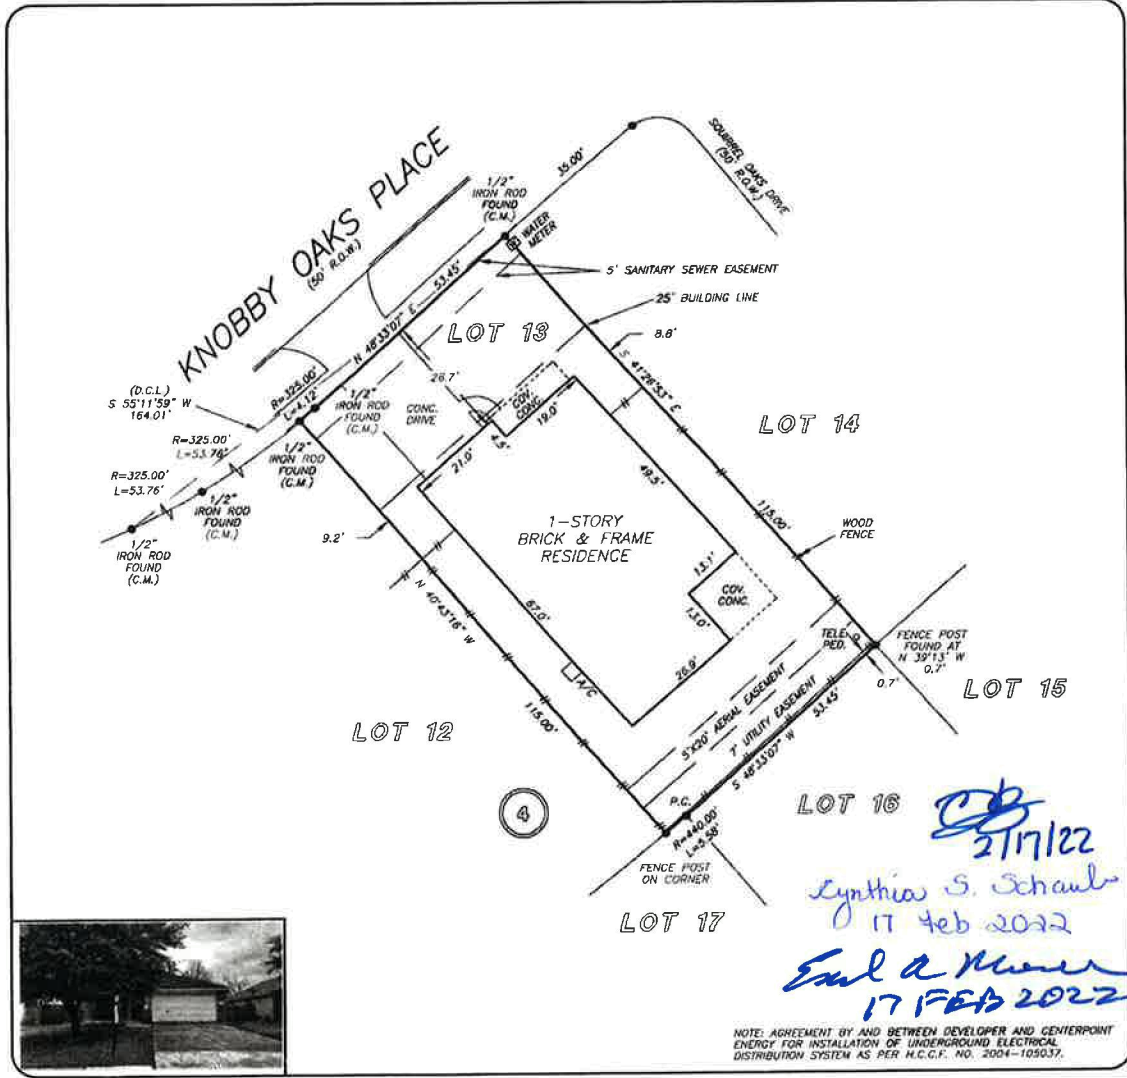 KNOBBY OAKS PLACE
(50' R.O.W.)
SQUIRREL OAKS DRIVE
(50' R.O.W.)
35.00'
1/2"
IRON ROD
FOUND
(C.M.)
WATER
METER
5' SANITARY SEWER EASEMENT
25' BUILDING LINE
8.8'
N 48°33'07" E
53.45'
LOT 13
S 41°26'53" E
26.7'
(D.C.L.)
S 55°11'59" W
164.01'
R=325.00'
L=4.12'
1/2"
IRON ROD
FOUND
(C.M.)
CONC.
DRIVE
COV.
CONC.
19.0'
4.5'
21.0'
LOT 14
R=325.00'
L=53.76'
1/2"
IRON ROD
FOUND
(C.M.)
R=325.00'
L=53.76'
1/2"
IRON ROD
FOUND
(C.M.)
1/2"
IRON ROD
FOUND
(C.M.)
9.2'
49.5'
115.00'
WOOD
FENCE
1-STORY
BRICK & FRAME
RESIDENCE
13.1'
COV.
CONC.
13.0'
67.0'
N 40°43'16" W
TELE.
PED.
FENCE POST
FOUND AT
N 39°13' W
0.7'
0.7'
LOT 15
A/C
26.9'
5'X20' AERIAL EASEMENT
7' UTILITY EASEMENT
53.45'
S 48°33'07" W
LOT 12
115.00'
4
P.C.
R=440.00'
L=5.58'
LOT 16
FENCE POST
ON CORNER
LOT 17
2/17/22
Cynthia S. Schaub
17 Feb 2022
17 FEB 2022
NOTE: AGREEMENT BY AND BETWEEN DEVELOPER AND CENTERPOINT
ENERGY FOR INSTALLATION OF UNDERGROUND ELECTRICAL
DISTRIBUTION SYSTEM AS PER H.C.C.F. NO. 2004-105037.